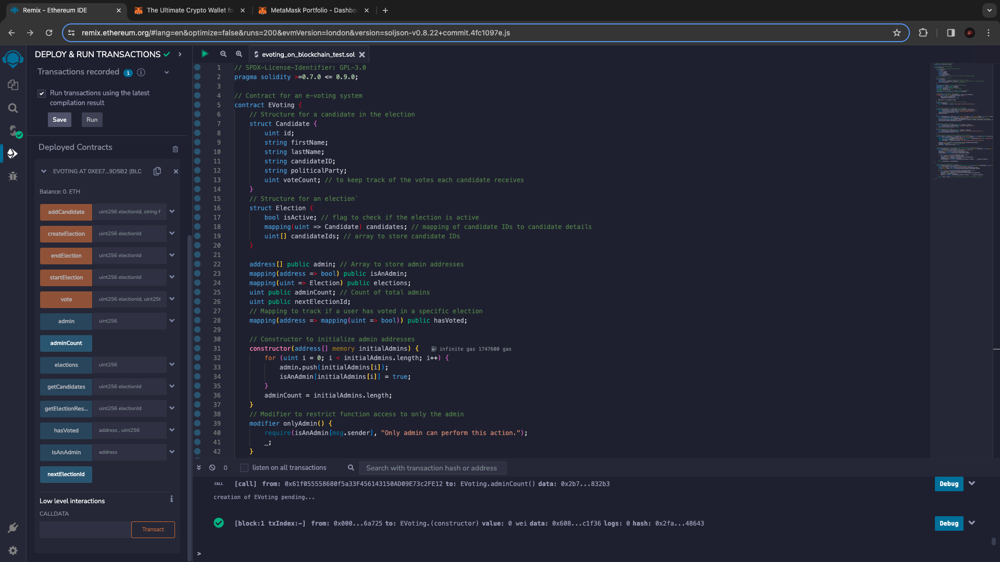 Remix - Ethereum IDE
The Ultimate Crypto Wallet fo
MetaMask Portfolio - Dashbo
remix.ethereum.org/#lang=en&optimize=false&runs=200&evmVersion=london&version=soljson-v0.8.22+commit.4fc1097e.js
DEPLOY & RUN TRANSACTIONS
Transactions recorded 1
Run transactions using the latest
compilation result
Save Run
Deployed Contracts
EVOTING AT 0XEE7...9D5B2 (BLO
Balance: 0. ETH
addCandidate uint256 electionId, string f
createElection uint256 electionId
endElection uint256 electionId
startElection uint256 electionId
vote uint256 electionId, uint256
admin uint256
adminCount
elections uint256
getCandidates uint256 electionId
getElectionRes... uint256 electionId
hasVoted address , uint256
isAnAdmin address
nextElectionId
Low level interactions
CALLDATA
Transact
evoting_on_blockchain_test.sol
1 // SPDX-License-Identifier: GPL-3.0
2 pragma solidity >=0.7.0 <= 0.9.0;
3
4 // Contract for an e-voting system
5 contract EVoting {
6 // Structure for a candidate in the election
7 struct Candidate {
8 uint id;
9 string firstName;
10 string lastName;
11 string candidateID;
12 string politicalParty;
13 uint voteCount; // to keep track of the votes each candidate receives
14 }
15 // Structure for an election`
16 struct Election {
17 bool isActive; // flag to check if the election is active
18 mapping(uint => Candidate) candidates; // mapping of candidate IDs to candidate details
19 uint[] candidateIds; // array to store candidate IDs
20 }
21
22 address[] public admin; // Array to store admin addresses
23 mapping(address => bool) public isAnAdmin;
24 mapping(uint => Election) public elections;
25 uint public adminCount; // Count of total admins
26 uint public nextElectionId;
27 // Mapping to track if a user has voted in a specific election
28 mapping(address => mapping(uint => bool)) public hasVoted;
29
30 // Constructor to initialize admin addresses
31 constructor(address[] memory initialAdmins) { infinite gas 1747600 gas
32 for (uint i = 0; i < initialAdmins.length; i++) {
33 admin.push(initialAdmins[i]);
34 isAnAdmin[initialAdmins[i]] = true;
35 }
36 adminCount = initialAdmins.length;
37 }
38 // Modifier to restrict function access to only the admin
39 modifier onlyAdmin() {
40 require(isAnAdmin[msg.sender], "Only admin can perform this action.");
41 _;
42 }
0 listen on all transactions Search with transaction hash or address
CALL [call] from: 0x61f055558680f5a33F456143150AD09E73c2FE12 to: EVoting.adminCount() data: 0x2b7...832b3 Debug
creation of EVoting pending...
[block:1 txIndex:-] from: 0x000...6a725 to: EVoting.(constructor) value: 0 wei data: 0x608...c1f36 logs: 0 hash: 0x2fa...48643 Debug
>